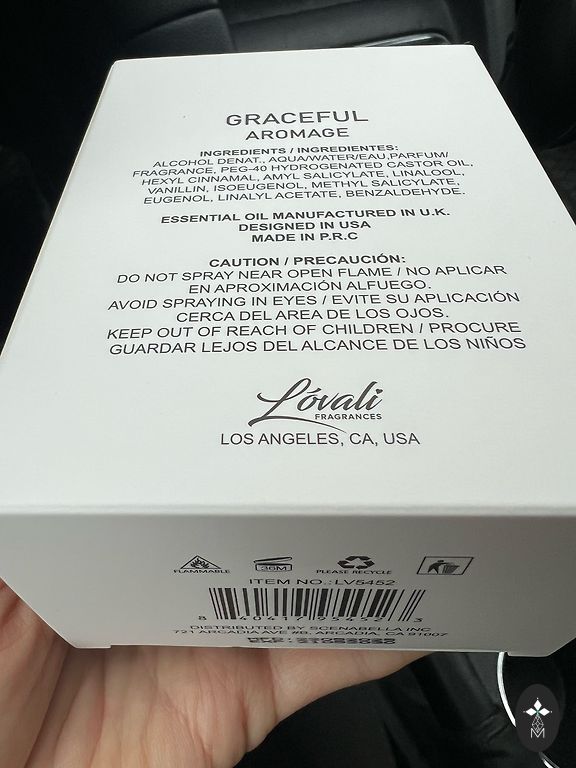 GRACEFUL
AROMAGE
INGREDIENTS / INGREDIENTES:
ALCOHOL DENAT., AQUA/WATER/EAU,PARFUM/
FRAGRANCE, PEG-40 HYDROGENATED CASTOR OIL,
HEXYL CINNAMAL, AMYL SALICYLATE, LINALOOL,
VANILLIN, ISOEUGENOL, METHYL SALICYLATE,
EUGENOL, LINALYL ACETATE, BENZALDEHYDE.
ESSENTIAL OIL MANUFACTURED IN U.K.
DESIGNED IN USA
MADE IN P.R.C
CAUTION / PRECAUCIÓN:
DO NOT SPRAY NEAR OPEN FLAME / NO APLICAR
EN APROXIMACIÓN ALFUEGO.
AVOID SPRAYING IN EYES / EVITE SU APLICACIÓN
CERCA DEL AREA DE LOS OJOS.
KEEP OUT OF REACH OF CHILDREN / PROCURE
GUARDAR LEJOS DEL ALCANCE DE LOS NIÑOS
Lóvali
FRAGRANCES
LOS ANGELES, CA, USA
FLAMMABLE
36M
PLEASE RECYCLE
ITEM NO.:LV5452
8 40417 95452 3
DISTRIBUTED BY SCENABELLA INC
721 ARCADIA AVE #B, ARCADIA, CA 91007